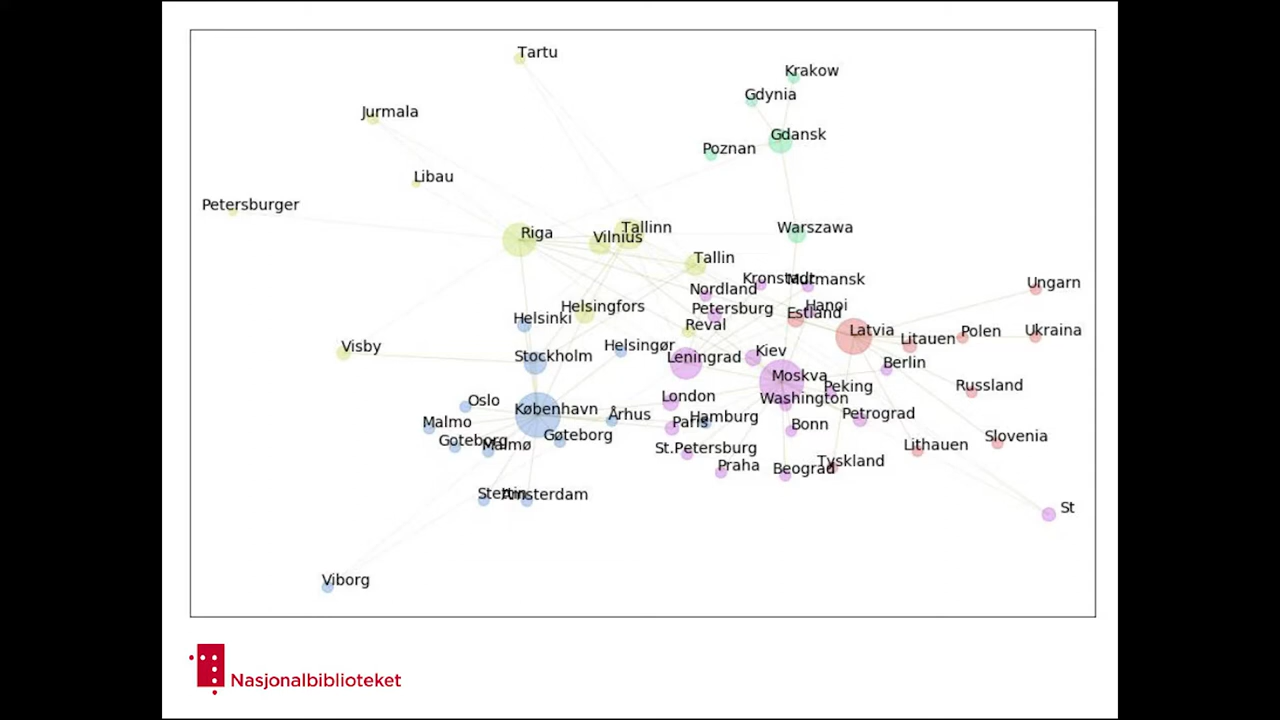 Tartu
Krakow
Gdynia
Jurmala
Gdansk
Poznan
Libau
Petersburger
Riga
Tallinn
Vilnius
Warszawa
Tallin
Kronstadt
Murmansk
Ungarn
Nordland
Helsingfors
Petersburg
Hanoi
Estland
Helsinki
Reval
Latvia
Litauen
Polen
Ukraina
Visby
Stockholm
Helsingør
Leningrad
Kiev
Berlin
Moskva
Peking
Russland
Oslo
København
London
Washington
Århus
Paris
Hamburg
Petrograd
Malmo
Goteborg
Malmø
Gøteborg
Bonn
St.Petersburg
Lithauen
Slovenia
Praha
Beograd
Tyskland
Stettin
Amsterdam
St
Viborg
Nasjonalbiblioteket